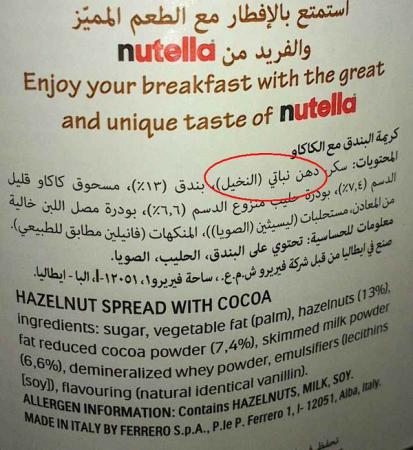 استمتع بالإفطار مع الطعم المميّز
والفريد من nutella
Enjoy your breakfast with the great
and unique taste of nutella
كريمة البندق مع الكاكاو
المحتويات: سكر، دهن نباتي (النخيل)، بندق (١٣٪)، مسحوق كاكاو قليل
الدسم (٧,٤٪)، بودرة حليب منزوع الدسم (٦,٦٪)، بودرة مصل اللبن خالية
من المعادن، مستحلبات (ليسيثين (الصويا))، المنكهات (فانيلين مطابق للطبيعي).
معلومات للحساسية: تحتوي على البندق، الحليب، الصويا.
صنع في ايطاليا من قبل شركة فيريرو ش.م.ع.، ساحة فيريرو ١، I-١٢٠٥١، البا - ايطاليا.
HAZELNUT SPREAD WITH COCOA
ingredients: sugar, vegetable fat (palm), hazelnuts (13%),
fat reduced cocoa powder (7,4%), skimmed milk powder
(6,6%), demineralized whey powder, emulsifiers (lecithins
[soy]), flavouring (natural identical vanillin).
ALLERGEN INFORMATION: Contains HAZELNUTS, MILK, SOY.
MADE IN ITALY BY FERRERO S.p.A., P.le P. Ferrero 1, I- 12051, Alba, Italy.